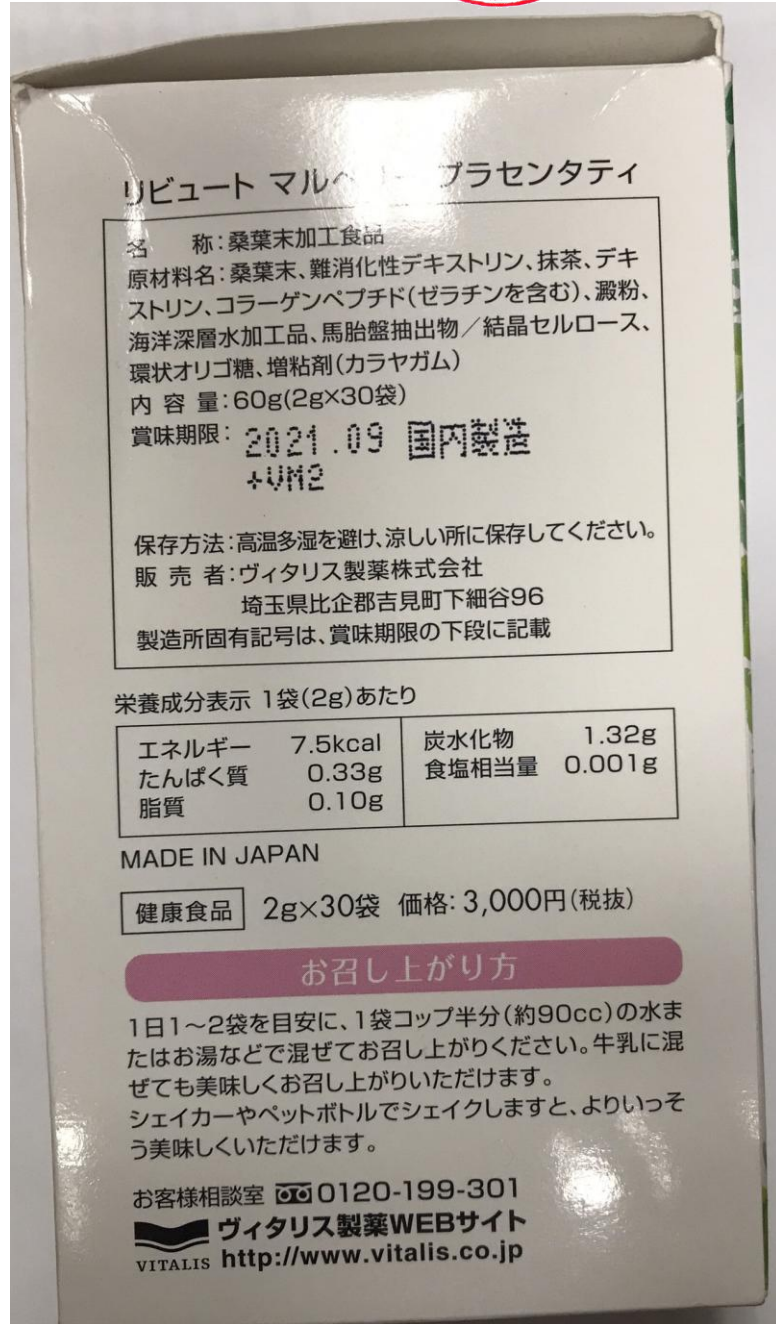 リビュート マル プラセンタティ
名 称:桑葉末加工食品
原材料名:桑葉末、難消化性デキストリン、抹茶、デキ
ストリン、コラーゲンペプチド(ゼラチンを含む)、澱粉、
海洋深層水加工品、馬胎盤抽出物/結晶セルロース、
環状オリゴ糖、増粘剤(カラヤガム)
内 容 量:60g(2g×30袋)
賞味期限: 2021.09 国内製造
+VM2
保存方法:高温多湿を避け、涼しい所に保存してください。
販 売 者:ヴィタリス製薬株式会社
埼玉県比企郡吉見町下細谷96
製造所固有記号は、賞味期限の下段に記載
栄養成分表示 1袋(2g)あたり
エネルギー 7.5kcal 炭水化物 1.32g
たんぱく質 0.33g 食塩相当量 0.001g
脂質 0.10g
MADE IN JAPAN
健康食品 2g×30袋 価格:3,000円(税抜)
お召し上がり方
1日1~2袋を目安に、1袋コップ半分(約90cc)の水ま
たはお湯などで混ぜてお召し上がりください。牛乳に混
ぜても美味しくお召し上がりいただけます。
シェイカーやペットボトルでシェイクしますと、よりいっそ
う美味しくいただけます。
お客様相談室 0120-199-301
ヴィタリス製薬WEBサイト
VITALIS http://www.vitalis.co.jp